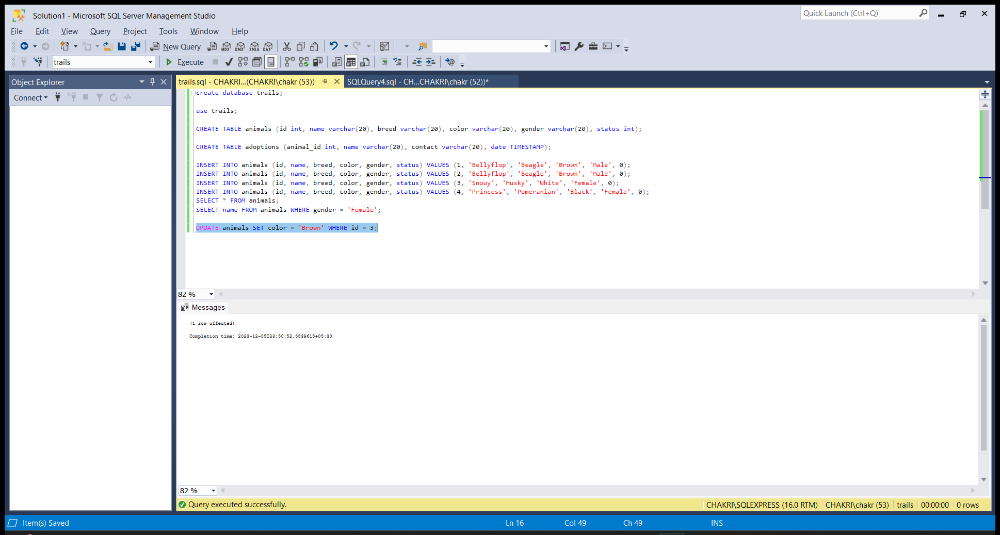 Solution1 - Microsoft SQL Server Management Studio
Quick Launch (Ctrl+Q)
File Edit View Query Project Tools Window Help
New Query MDX DMX XMLA DAX
trails Execute
Object Explorer
Connect
trails.sql - CHAKRI...(CHAKRI\chakr (53)) SQLQuery4.sql - CH...CHAKRI\chakr (52))*
create database trails;
use trails;
CREATE TABLE animals (id int, name varchar(20), breed varchar(20), color varchar(20), gender varchar(20), status int);
CREATE TABLE adoptions (animal_id int, name varchar(20), contact varchar(20), date TIMESTAMP);
INSERT INTO animals (id, name, breed, color, gender, status) VALUES (1, 'Bellyflop', 'Beagle', 'Brown', 'Male', 0);
INSERT INTO animals (id, name, breed, color, gender, status) VALUES (2, 'Bellyflop', 'Beagle', 'Brown', 'Male', 0);
INSERT INTO animals (id, name, breed, color, gender, status) VALUES (3, 'Snowy', 'Husky', 'White', 'Female', 0);
INSERT INTO animals (id, name, breed, color, gender, status) VALUES (4, 'Princess', 'Pomeranian', 'Black', 'Female', 0);
SELECT * FROM animals;
SELECT name FROM animals WHERE gender = 'Female';
UPDATE animals SET color = 'Brown' WHERE id = 3;
82 %
Messages
(1 row affected)
Completion time: 2023-12-05T23:50:52.5839615+05:30
82 %
Query executed successfully. CHAKRI\SQLEXPRESS (16.0 RTM) CHAKRI\chakr (53) trails 00:00:00 0 rows
Item(s) Saved Ln 16 Col 49 Ch 49 INS